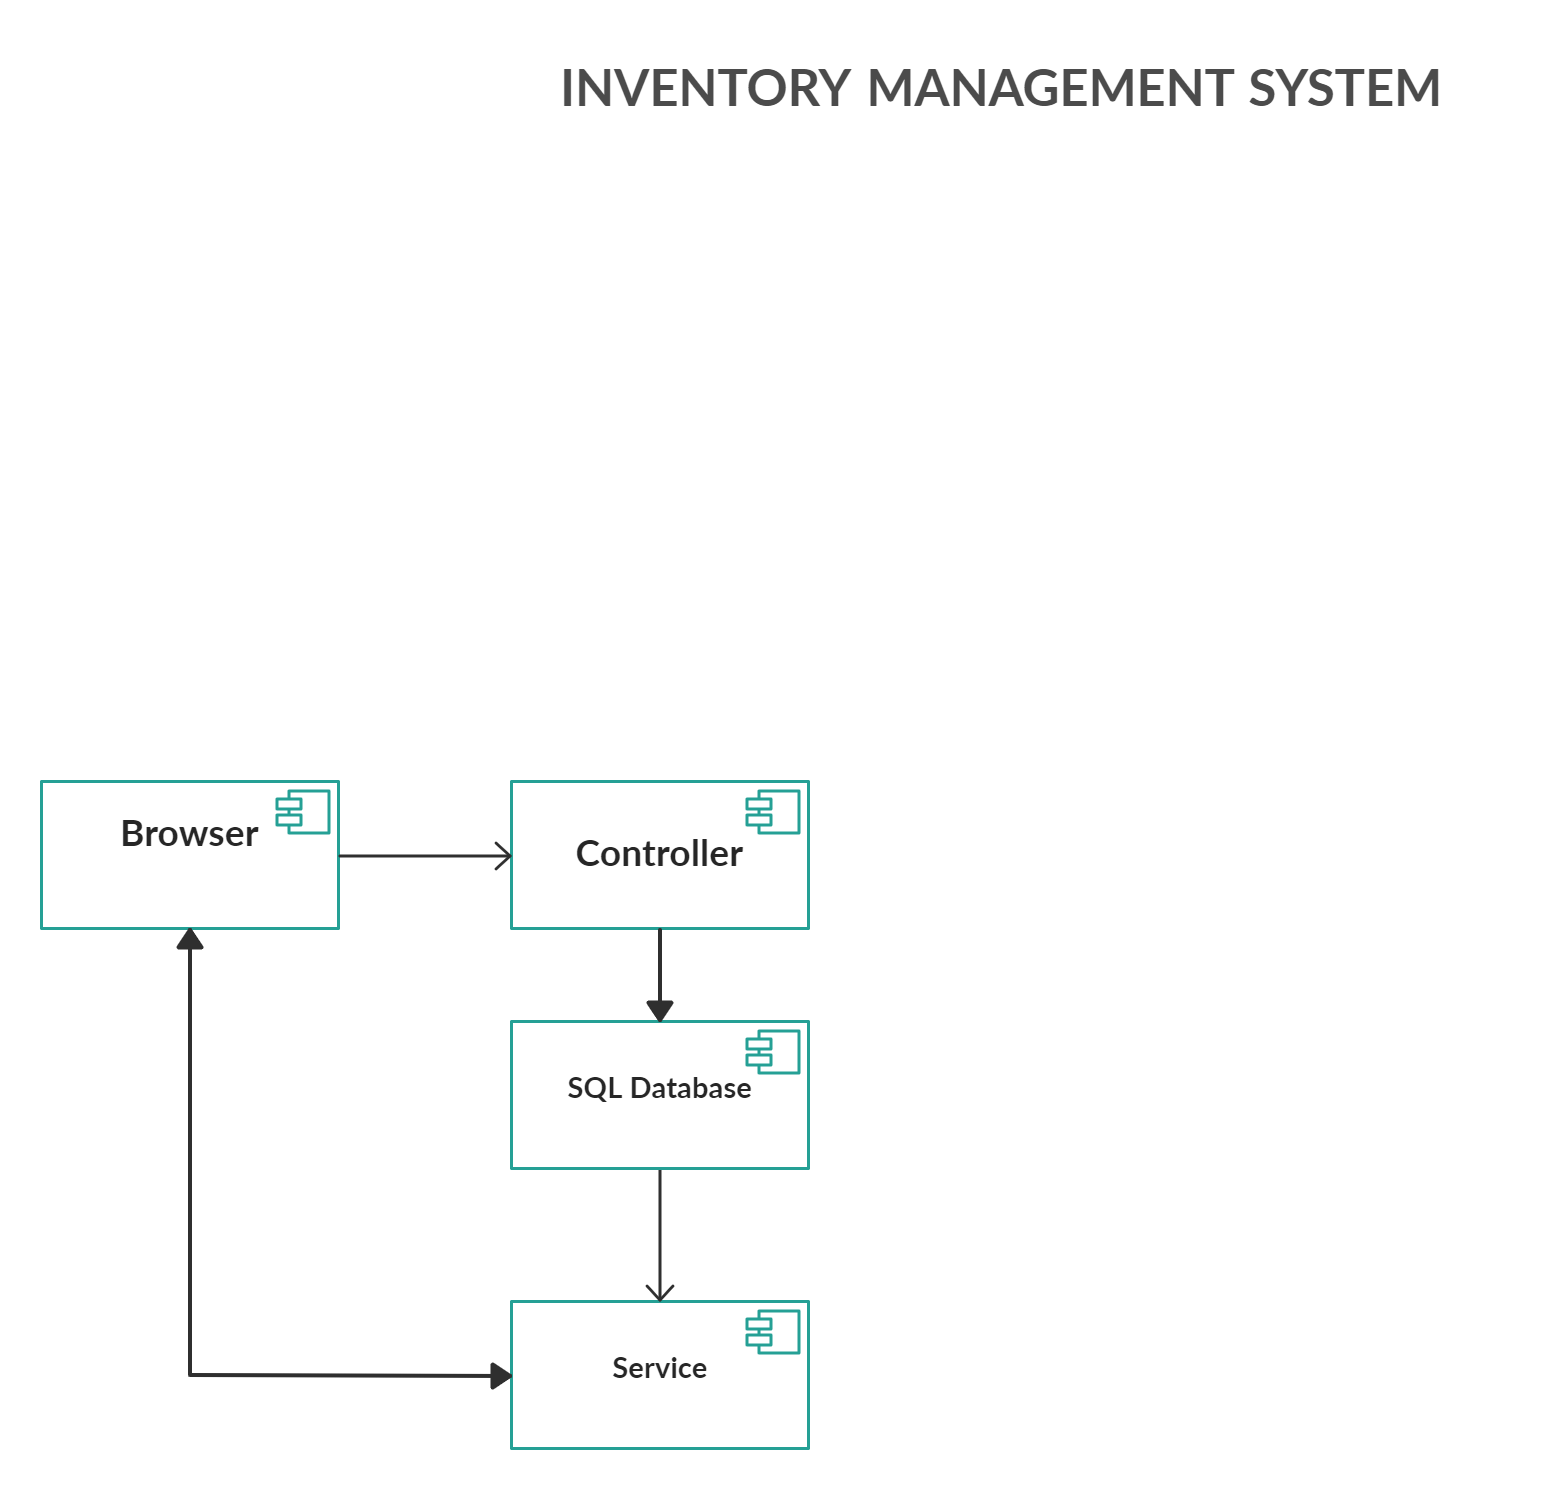 INVENTORY MANAGEMENT SYSTEM
Browser
Controller
SQL Database
Service